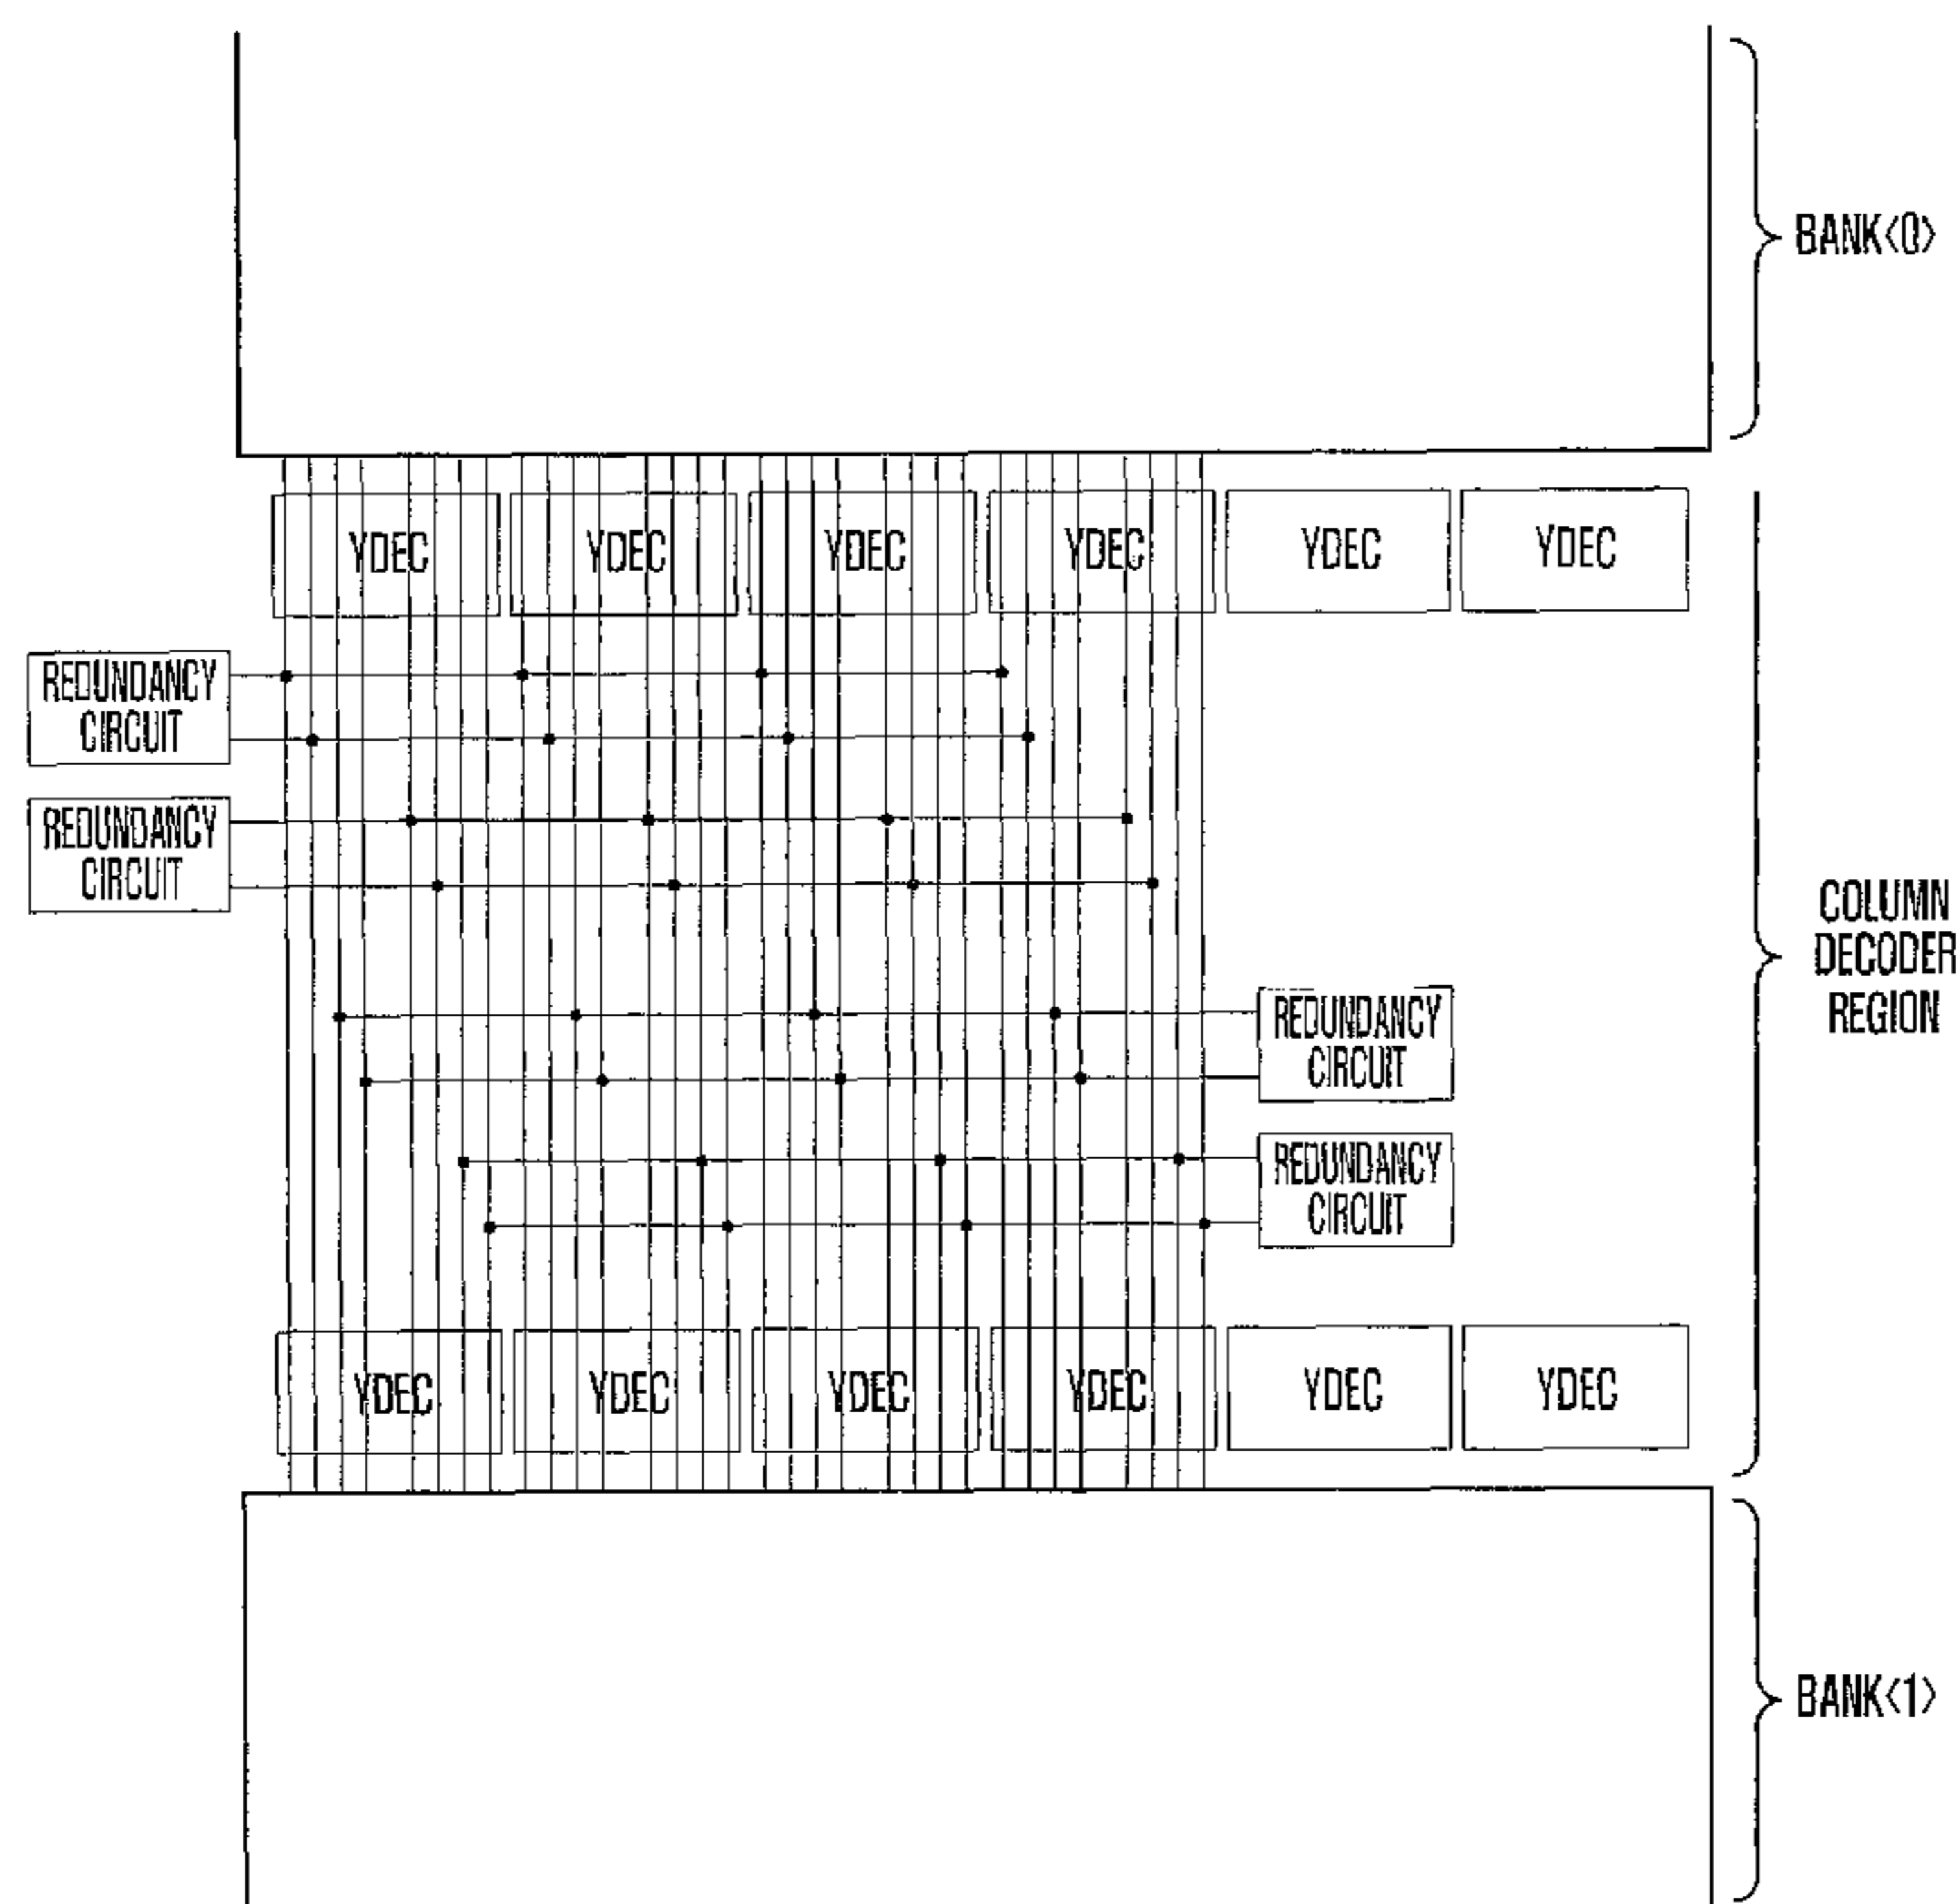 BANK<0>
YDEC YDEC YDEC YDEC YDEC YDEC
REDUNDANCY
CIRCUIT
REDUNDANCY
CIRCUIT
COLUMN
DECODER
REGION
REDUNDANCY
CIRCUIT
REDUNDANCY
CIRCUIT
YDEC YDEC YDEC YDEC YDEC YDEC
BANK<1>